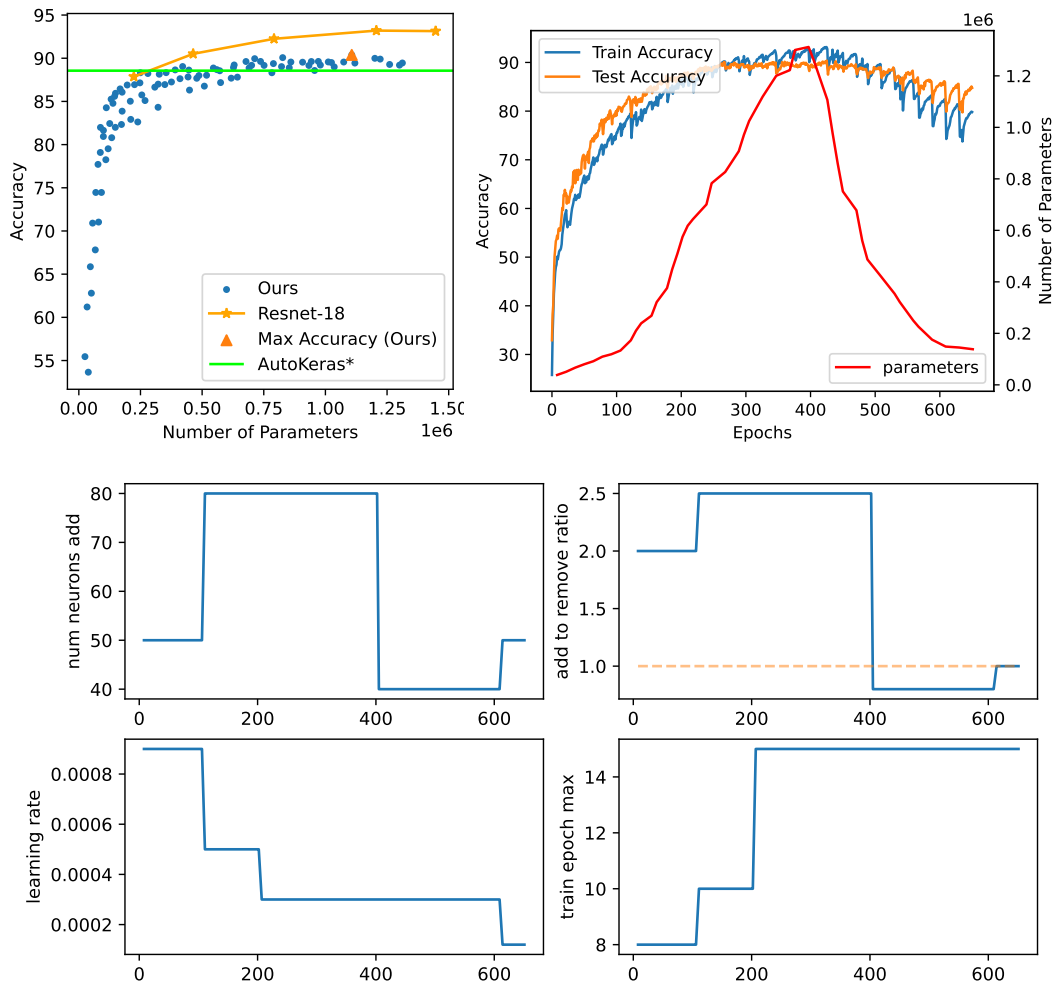 95
90
85
80
75
70
65
60
55
Accuracy
Ours
Resnet-18
Max Accuracy (Ours)
AutoKeras*
0.00 0.25 0.50 0.75 1.00 1.25 1.50
Number of Parameters
1e6
1e6
90
80
70
60
50
40
30
Accuracy
Train Accuracy
Test Accuracy
1.2
1.0
0.8
0.6
0.4
0.2
0.0
Number of Parameters
parameters
0 100 200 300 400 500 600
Epochs
80
70
60
50
40
num neurons add
0 200 400 600
2.5
2.0
1.5
1.0
add to remove ratio
0 200 400 600
0.0008
0.0006
0.0004
0.0002
learning rate
0 200 400 600
14
12
10
8
train epoch max
0 200 400 600